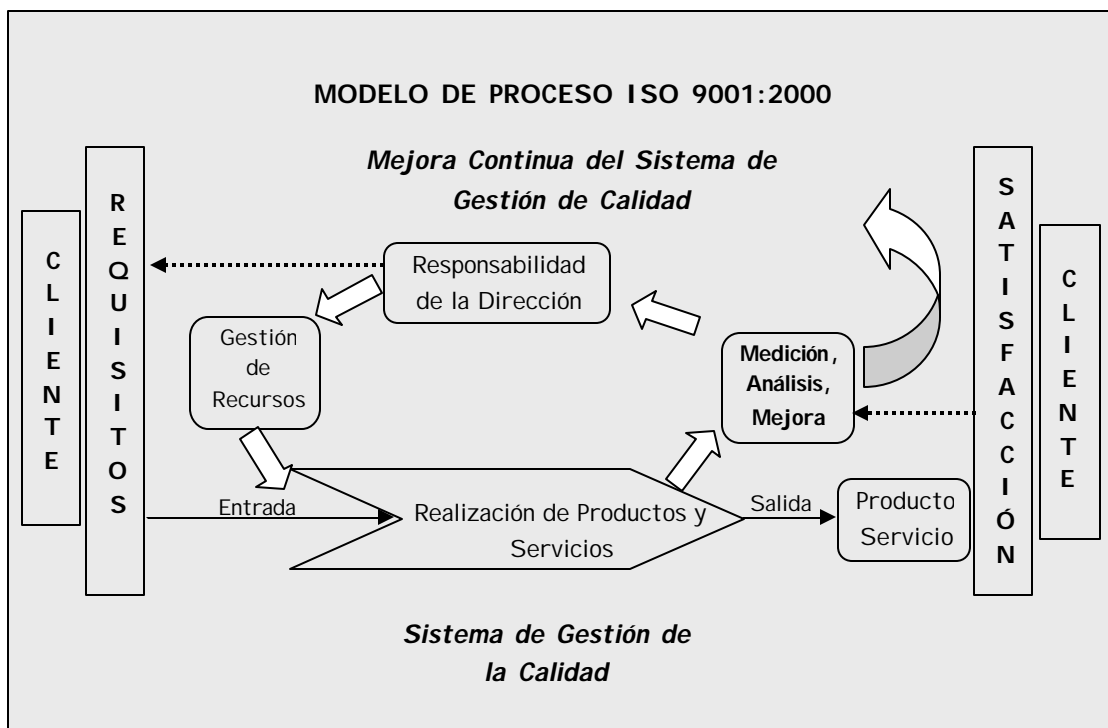 MODELO DE PROCESO ISO 9001:2000
Mejora Continua del Sistema de
Gestión de Calidad
CLIENTE
REQUISITOS
Responsabilidad
de la Dirección
Gestión
de
Recursos
Medición,
Análisis,
Mejora
Entrada
Realización de Productos y
Servicios
Salida
Producto
Servicio
SATISFACCIÓN
CLIENTE
Sistema de Gestión de
la Calidad